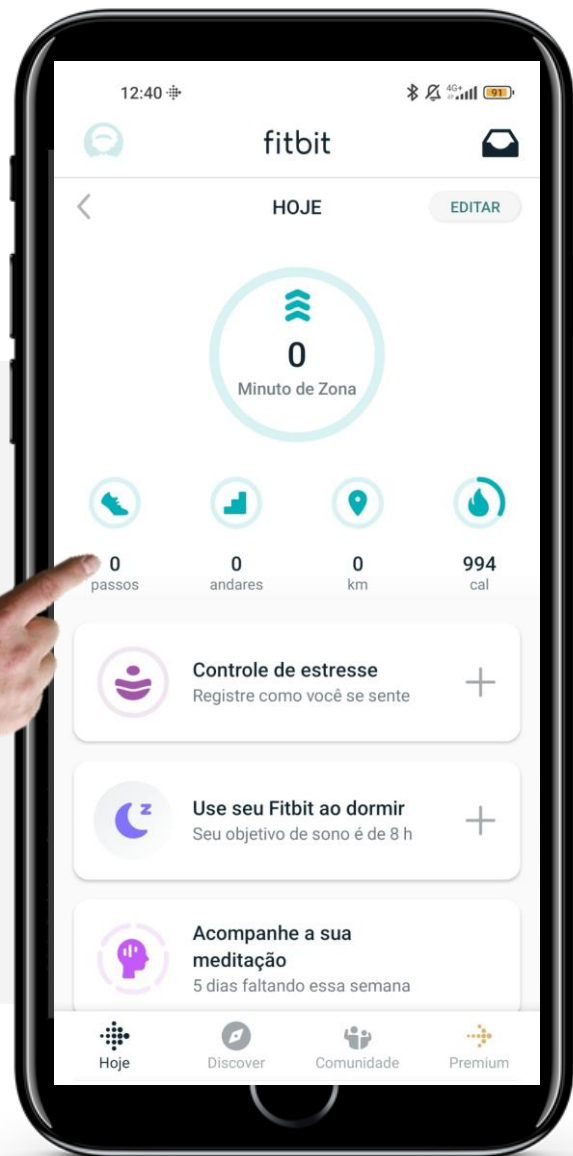 12:40
4G+
91
fitbit
HOJE
EDITAR
0
Minuto de Zona
0
passos
0
andares
0
km
994
cal
Controle de estresse
Registre como você se sente
Use seu Fitbit ao dormir
Seu objetivo de sono é de 8 h
Acompanhe a sua
meditação
5 dias faltando essa semana
Hoje
Discover
Comunidade
Premium